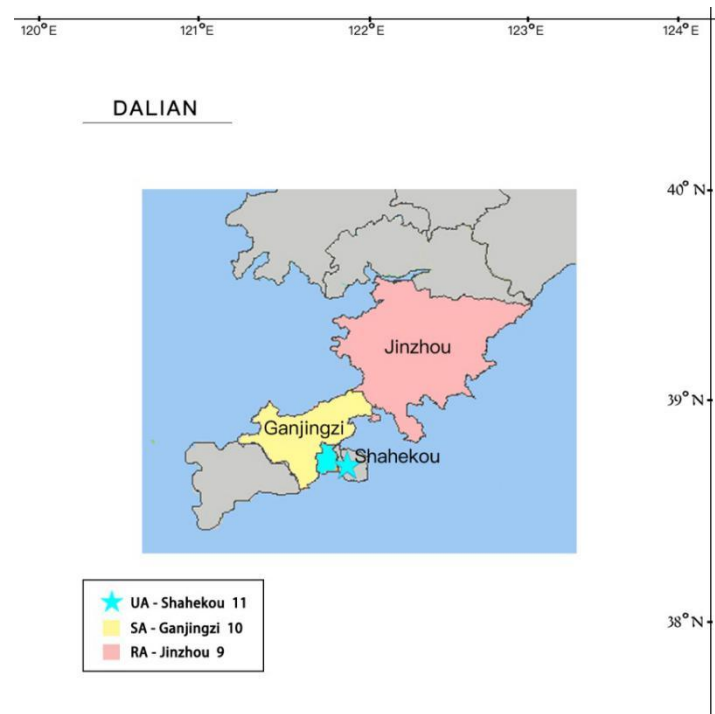 120°E 121°E 122°E 123°E 124°E
DALIAN
40°N
Jinzhou
39°N
Ganjingzi
Shahekou
UA - Shahekou 11
SA - Ganjingzi 10
38°N
RA - Jinzhou 9